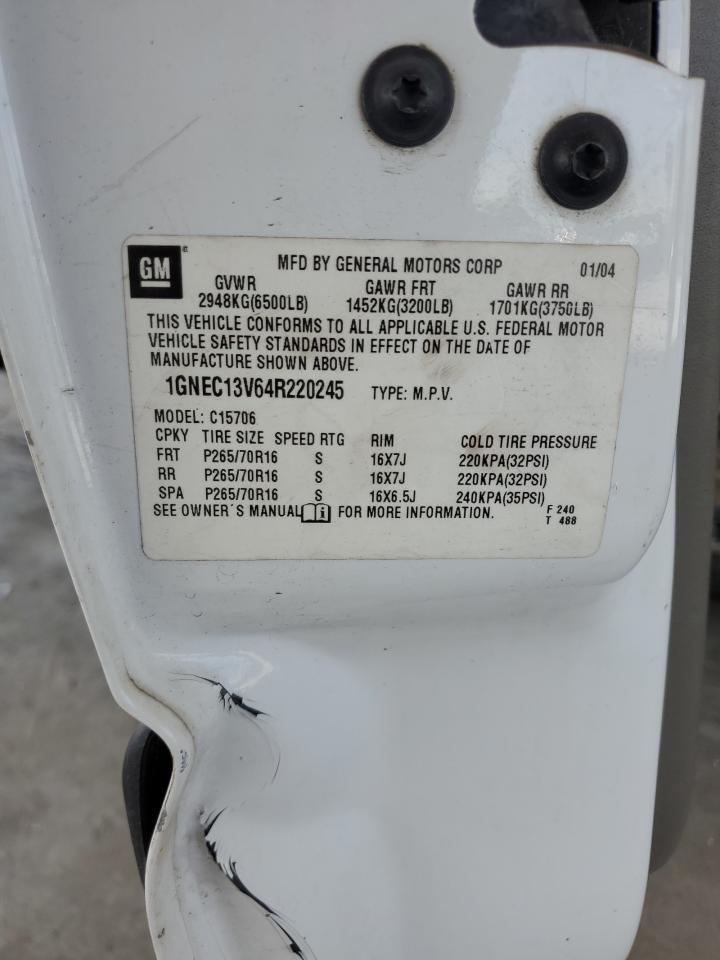 GM ® MFD BY GENERAL MOTORS CORP 01/04
GVWR GAWR FRT GAWR RR
2948KG(6500LB) 1452KG(3200LB) 1701KG(3750LB)
THIS VEHICLE CONFORMS TO ALL APPLICABLE U.S. FEDERAL MOTOR
VEHICLE SAFETY STANDARDS IN EFFECT ON THE DATE OF
MANUFACTURE SHOWN ABOVE.
1GNEC13V64R220245 TYPE: M.P.V.
MODEL: C15706
CPKY TIRE SIZE SPEED RTG RIM COLD TIRE PRESSURE
FRT P265/70R16 S 16X7J 220KPA(32PSI)
RR P265/70R16 S 16X7J 220KPA(32PSI)
SPA P265/70R16 S 16X6.5J 240KPA(35PSI)
SEE OWNER'S MANUAL FOR MORE INFORMATION. F 240
T 488